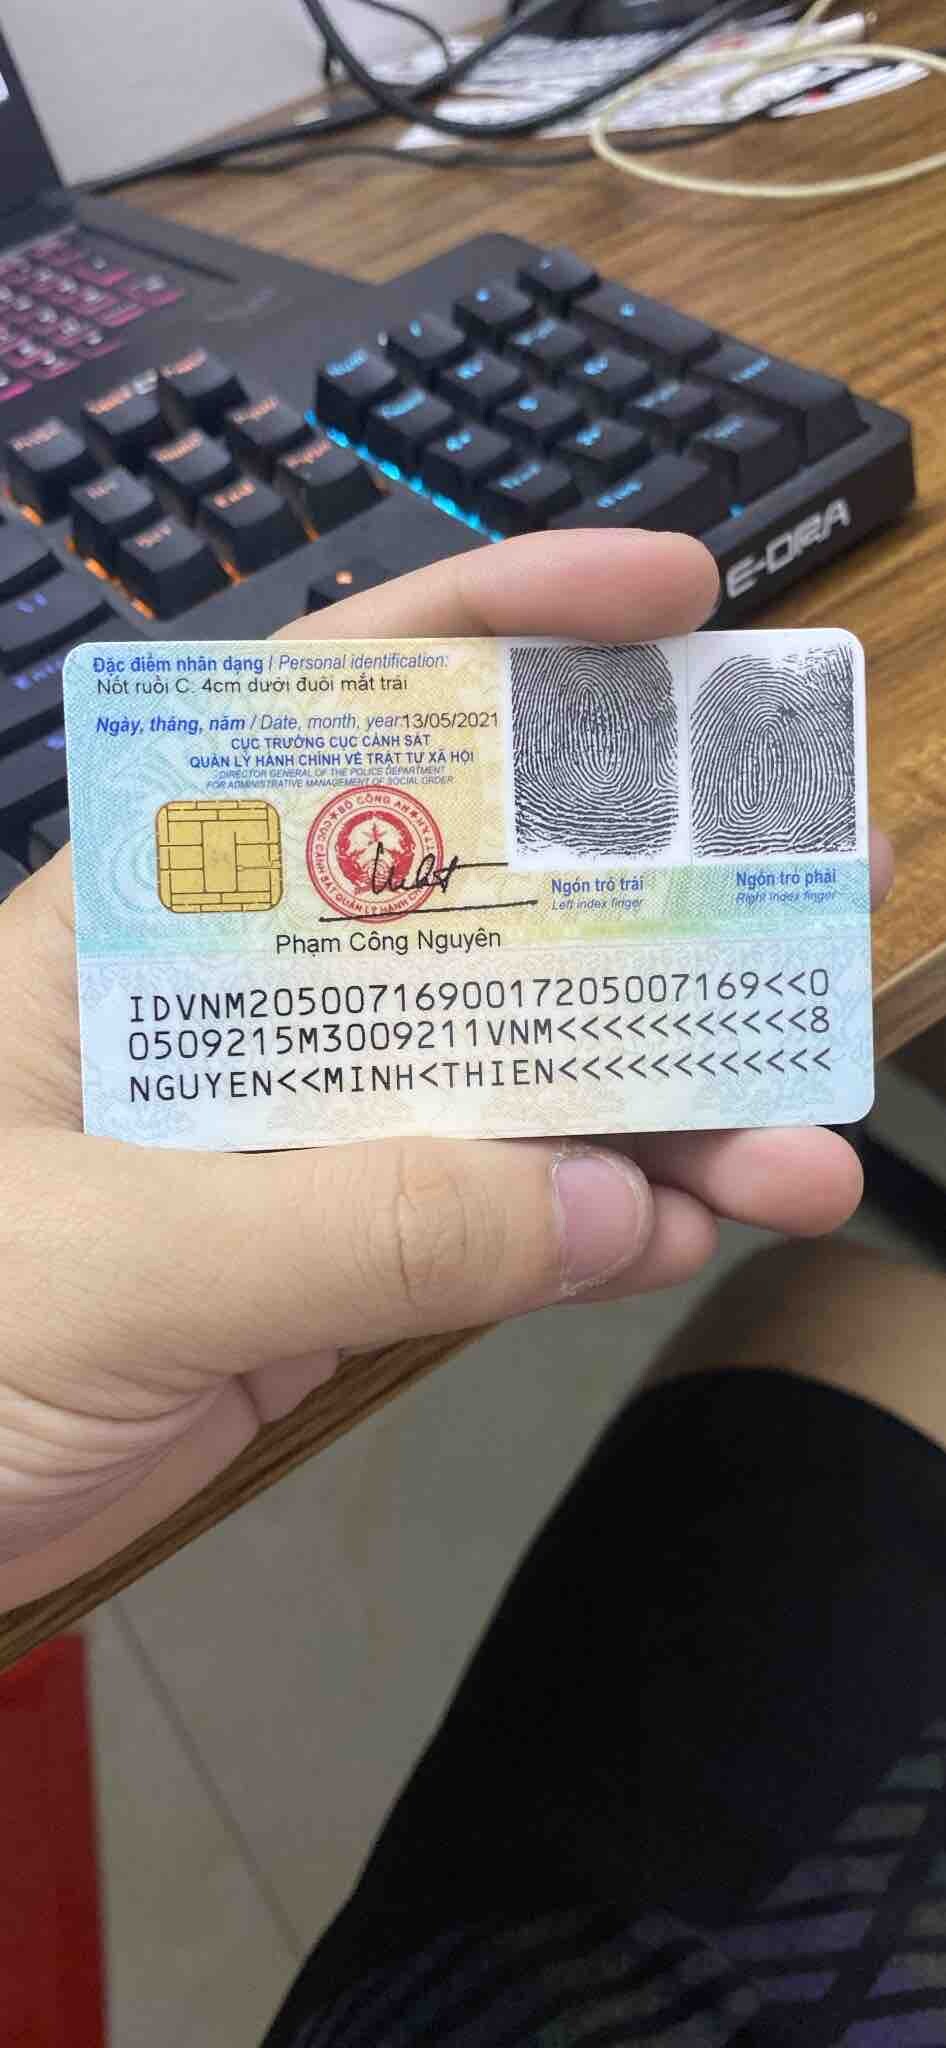 E-DRA
Đặc điểm nhân dạng / Personal identification:
Nốt ruồi C. 4cm dưới đuôi mắt trái
Ngày, tháng, năm / Date, month, year:13/05/2021
CỤC TRƯỞNG CỤC CẢNH SÁT
QUẢN LÝ HÀNH CHÍNH VỀ TRẬT TỰ XÃ HỘI
DIRECTOR GENERAL OF THE POLICE DEPARTMENT
FOR ADMINISTRATIVE MANAGEMENT OF SOCIAL ORDER
BỘ CÔNG AN
Ngón trỏ trái
Left index finger
Ngón trỏ phải
Right index finger
Phạm Công Nguyên
IDVNM2050071690017205007169<<0
0509215M3009211VNM<<<<<<<<<<<8
NGUYEN<<MINH<THIEN<<<<<<<<<<<<